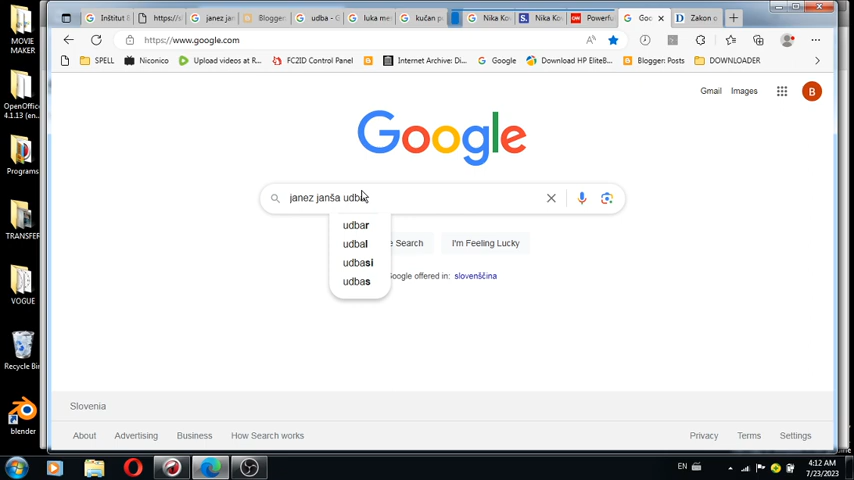 MOVIE
MAKER
OpenOffice
4.1.13 (en...
Programs
TRANSFER
VOGUE
Recycle Bin
blender
Inštitut &
https://s
janez jan
Blogger
udba - G
luka me
kučan p
Nika Ko
Nika Ko
Powerfu
Goo
Zakon o
https://www.google.com
SPELL
Niconico
Upload videos at R...
FC2ID Control Panel
Internet Archive: Di...
Google
Download HP EliteB...
Blogger: Posts
DOWNLOADER
Gmail
Images
B
Google
janez janša udba
udbar
udbal
udbasi
udbas
e Search
I'm Feeling Lucky
Google offered in: slovenščina
Slovenia
About
Advertising
Business
How Search works
Privacy
Terms
Settings
EN
4:12 AM
7/23/2023